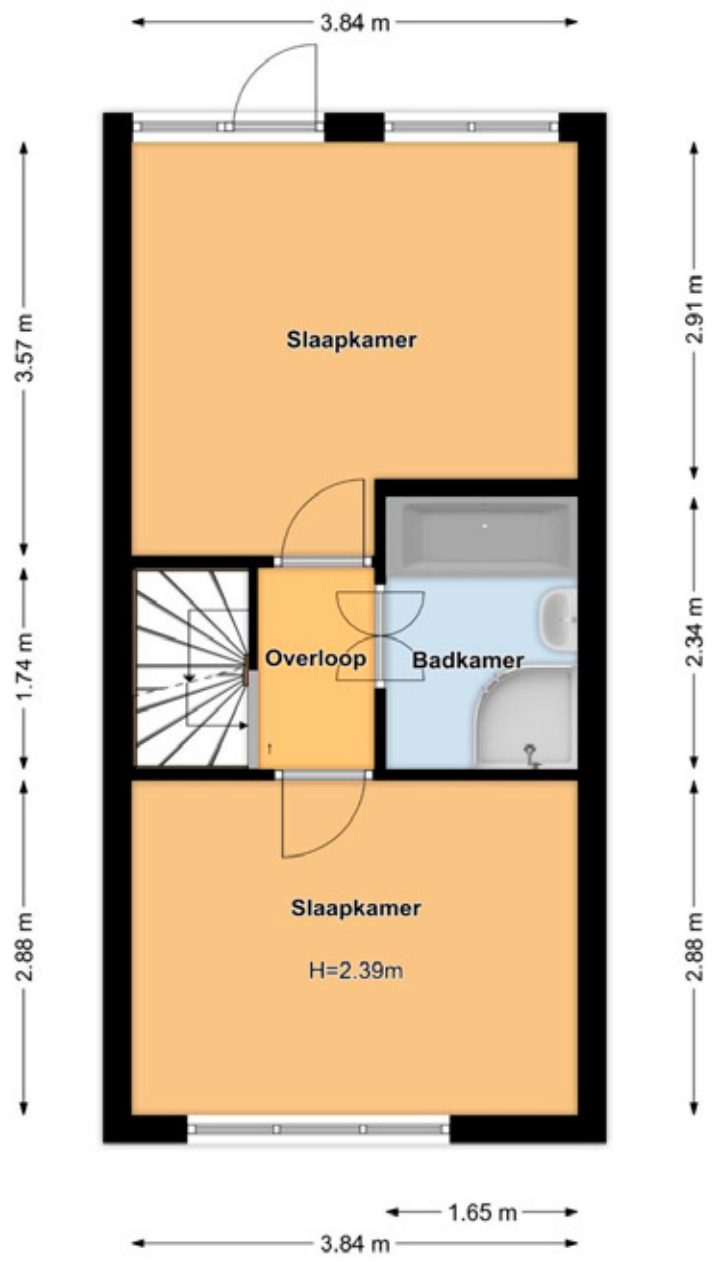 3.84 m
3.57 m
2.91 m
Slaapkamer
1.74 m
Overloop
Badkamer
2.34 m
Slaapkamer
H=2.39m
2.88 m
2.88 m
1.65 m
3.84 m